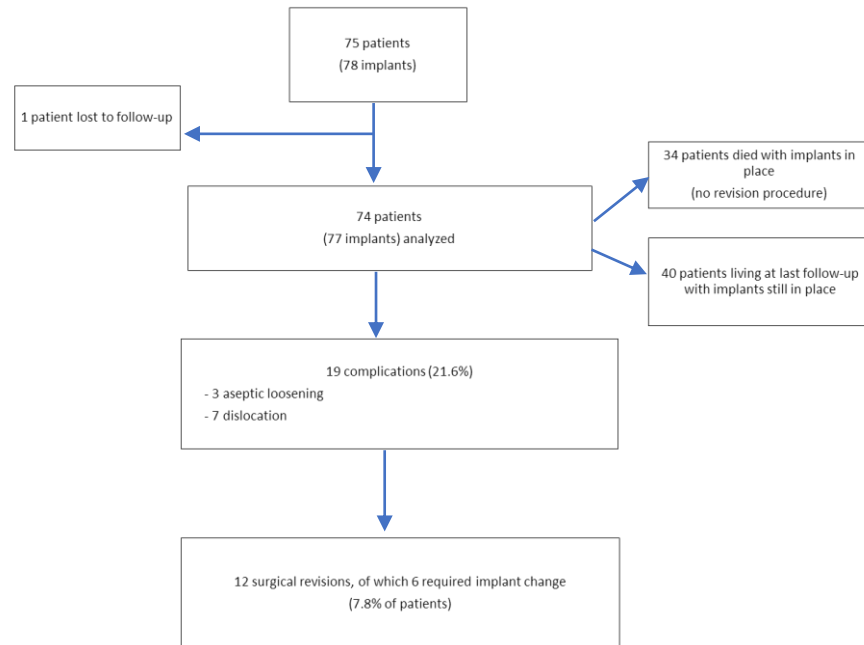 75 patients
(78 implants)
1 patient lost to follow-up
34 patients died with implants in
place
(no revision procedure)
74 patients
(77 implants) analyzed
40 patients living at last follow-up
with implants still in place
19 complications (21.6%)
- 3 aseptic loosening
- 7 dislocation
12 surgical revisions, of which 6 required implant change
(7.8% of patients)